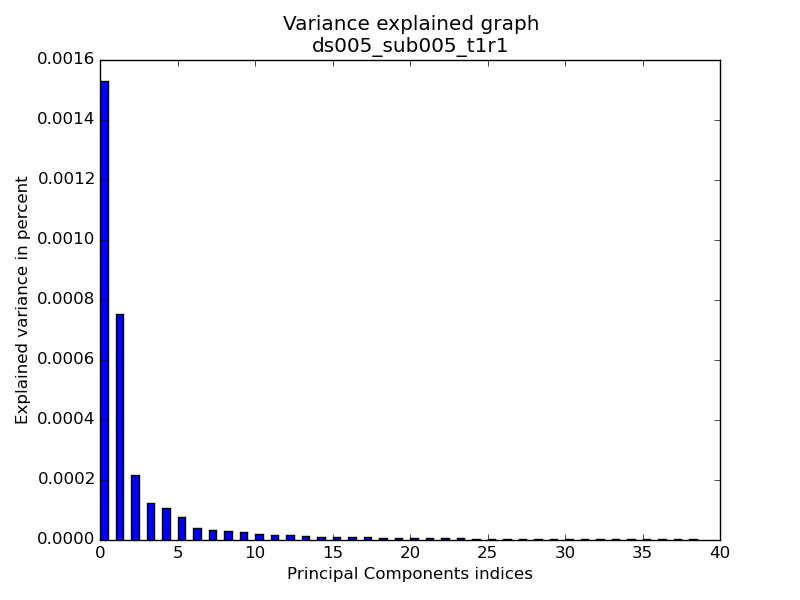 Variance explained graph
ds005_sub005_t1r1
Explained variance in percent
0.0016
0.0014
0.0012
0.0010
0.0008
0.0006
0.0004
0.0002
0.0000
0 5 10 15 20 25 30 35 40
Principal Components indices